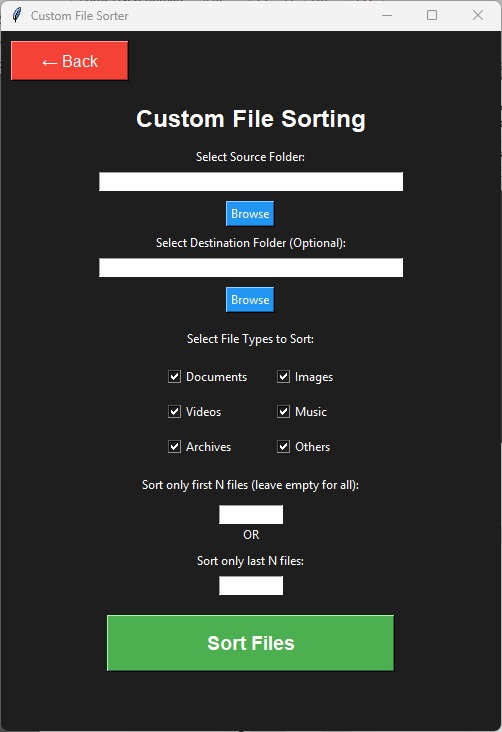 Custom File Sorter
← Back
Custom File Sorting
Select Source Folder:
Browse
Select Destination Folder (Optional):
Browse
Select File Types to Sort:
Documents Images
Videos Music
Archives Others
Sort only first N files (leave empty for all):
OR
Sort only last N files:
Sort Files